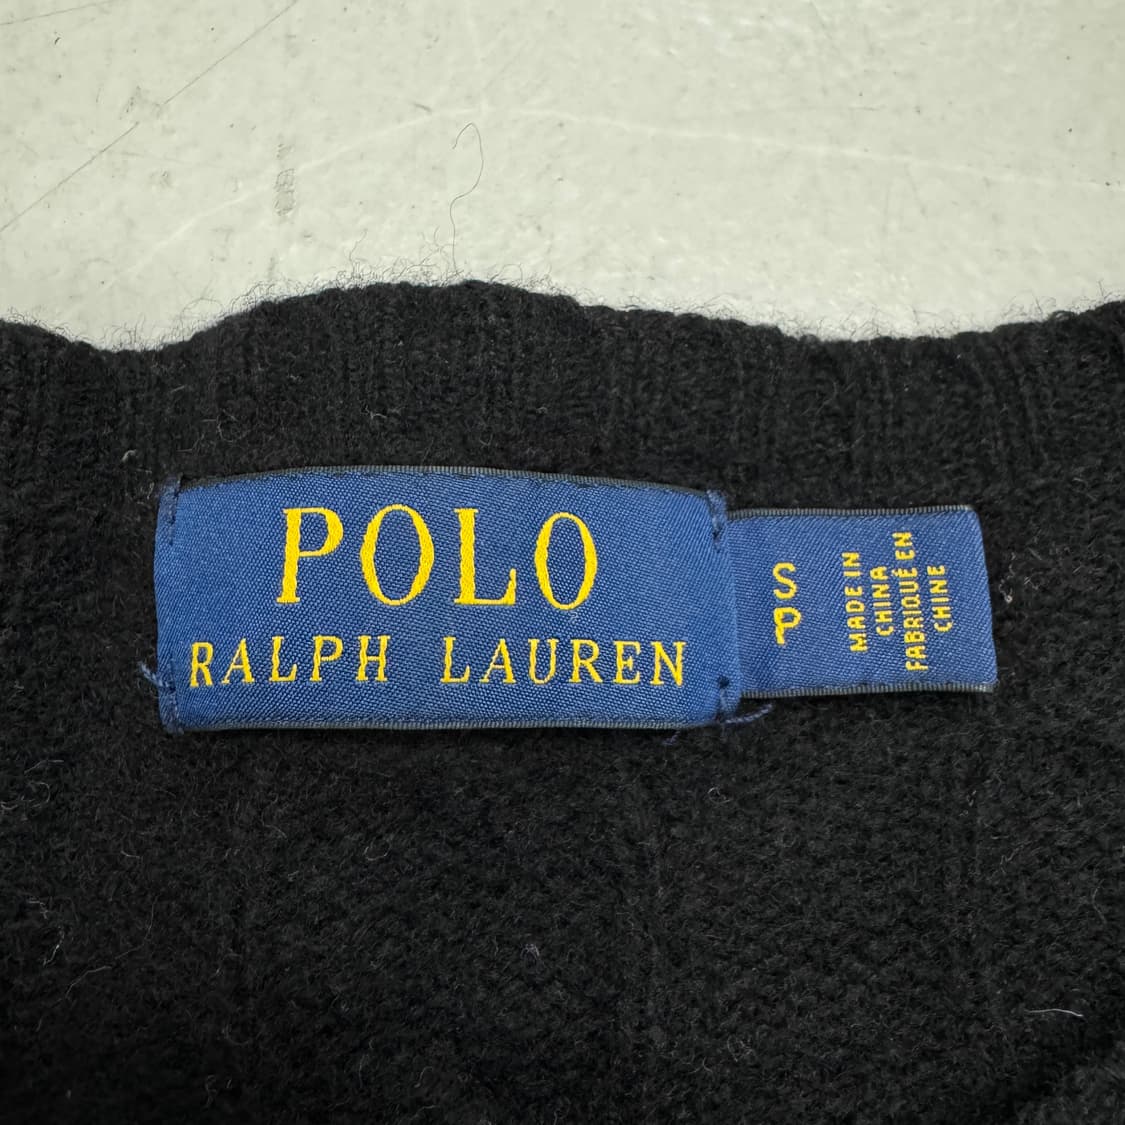 POLO
RALPH LAUREN
S
P
MADE IN
CHINA
FABRIQUÉ EN
CHINE